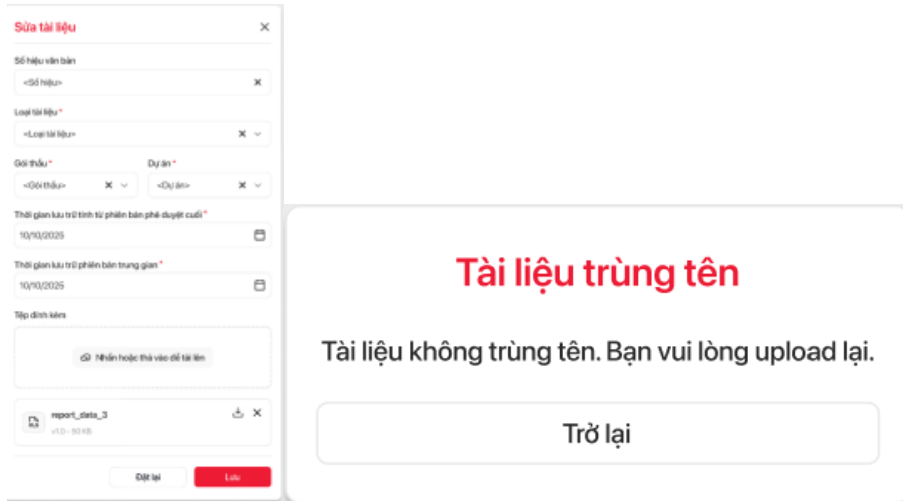 Sửa tài liệu
Số hiệu văn bản
<Số hiệu>
Loại tài liệu *
<Loại tài liệu>
Gói thầu * Dự án *
<Gói thầu> <Dự án>
Thời gian lưu trữ tính từ phiên bản phê duyệt cuối *
10/10/2025
Thời gian lưu trữ phiên bản trung gian *
10/10/2025
Tệp đính kèm
Nhấn hoặc thả vào để tải lên
report_data_3
v1.0 - 50 KB
Đặt lại Lưu
Tài liệu trùng tên
Tài liệu không trùng tên. Bạn vui lòng upload lại.
Trở lại